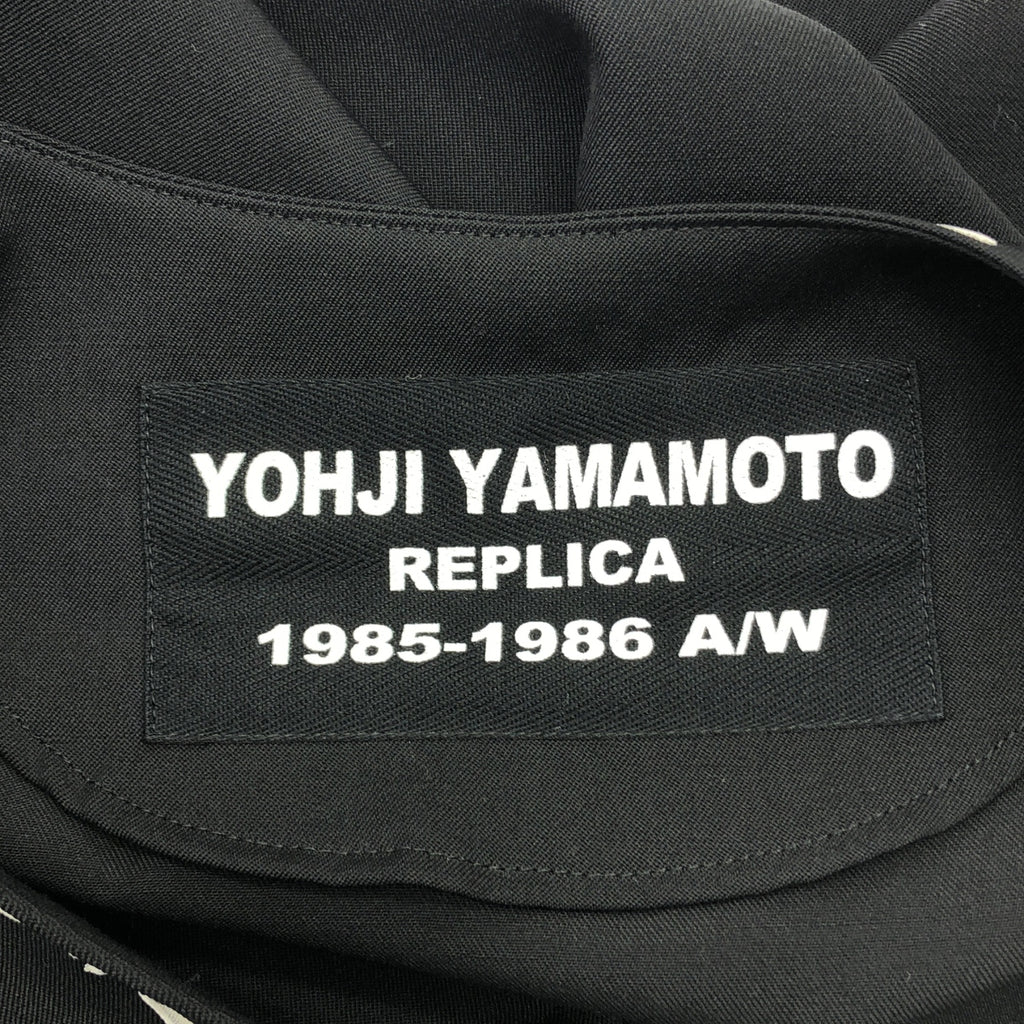 YOHJI YAMAMOTO
REPLICA
1985-1986 A/W